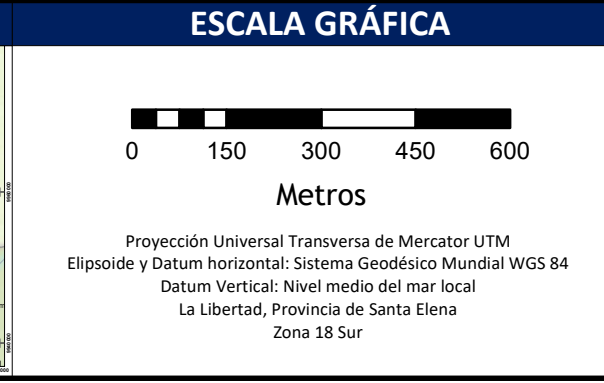 ESCALA GRÁFICA
0 150 300 450 600
Metros
Proyección Universal Transversa de Mercator UTM
Elipsoide y Datum horizontal: Sistema Geodésico Mundial WGS 84
Datum Vertical: Nivel medio del mar local
La Libertad, Provincia de Santa Elena
Zona 18 Sur